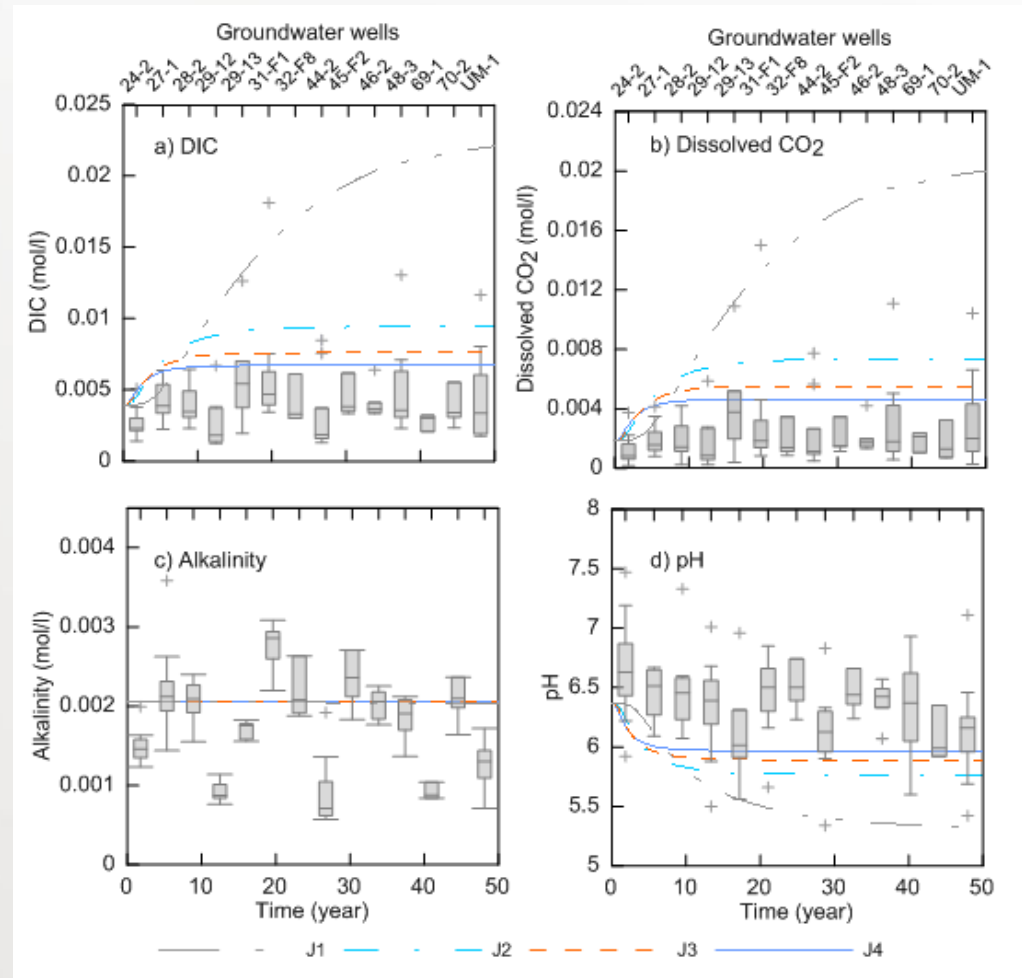 Groundwater wells
24-2 27-1 28-2 29-12 29-13 31-F1 32-F8 44-2 45-F2 46-2 48-3 69-1 70-2 UM-1
0.025
0.02
0.015
0.01
0.005
0
DIC (mol/l)
a) DIC
Groundwater wells
24-2 27-1 28-2 29-12 29-13 31-F1 32-F8 44-2 45-F2 46-2 48-3 69-1 70-2 UM-1
0.024
0.02
0.016
0.012
0.008
0.004
0
Dissolved CO2 (mol/l)
b) Dissolved CO2
0.004
0.003
0.002
0.001
0
Alkalinity (mol/l)
c) Alkalinity
0 10 20 30 40 50
Time (year)
8
7.5
7
6.5
6
5.5
5
pH
d) pH
0 10 20 30 40 50
Time (year)
J1 J2 J3 J4